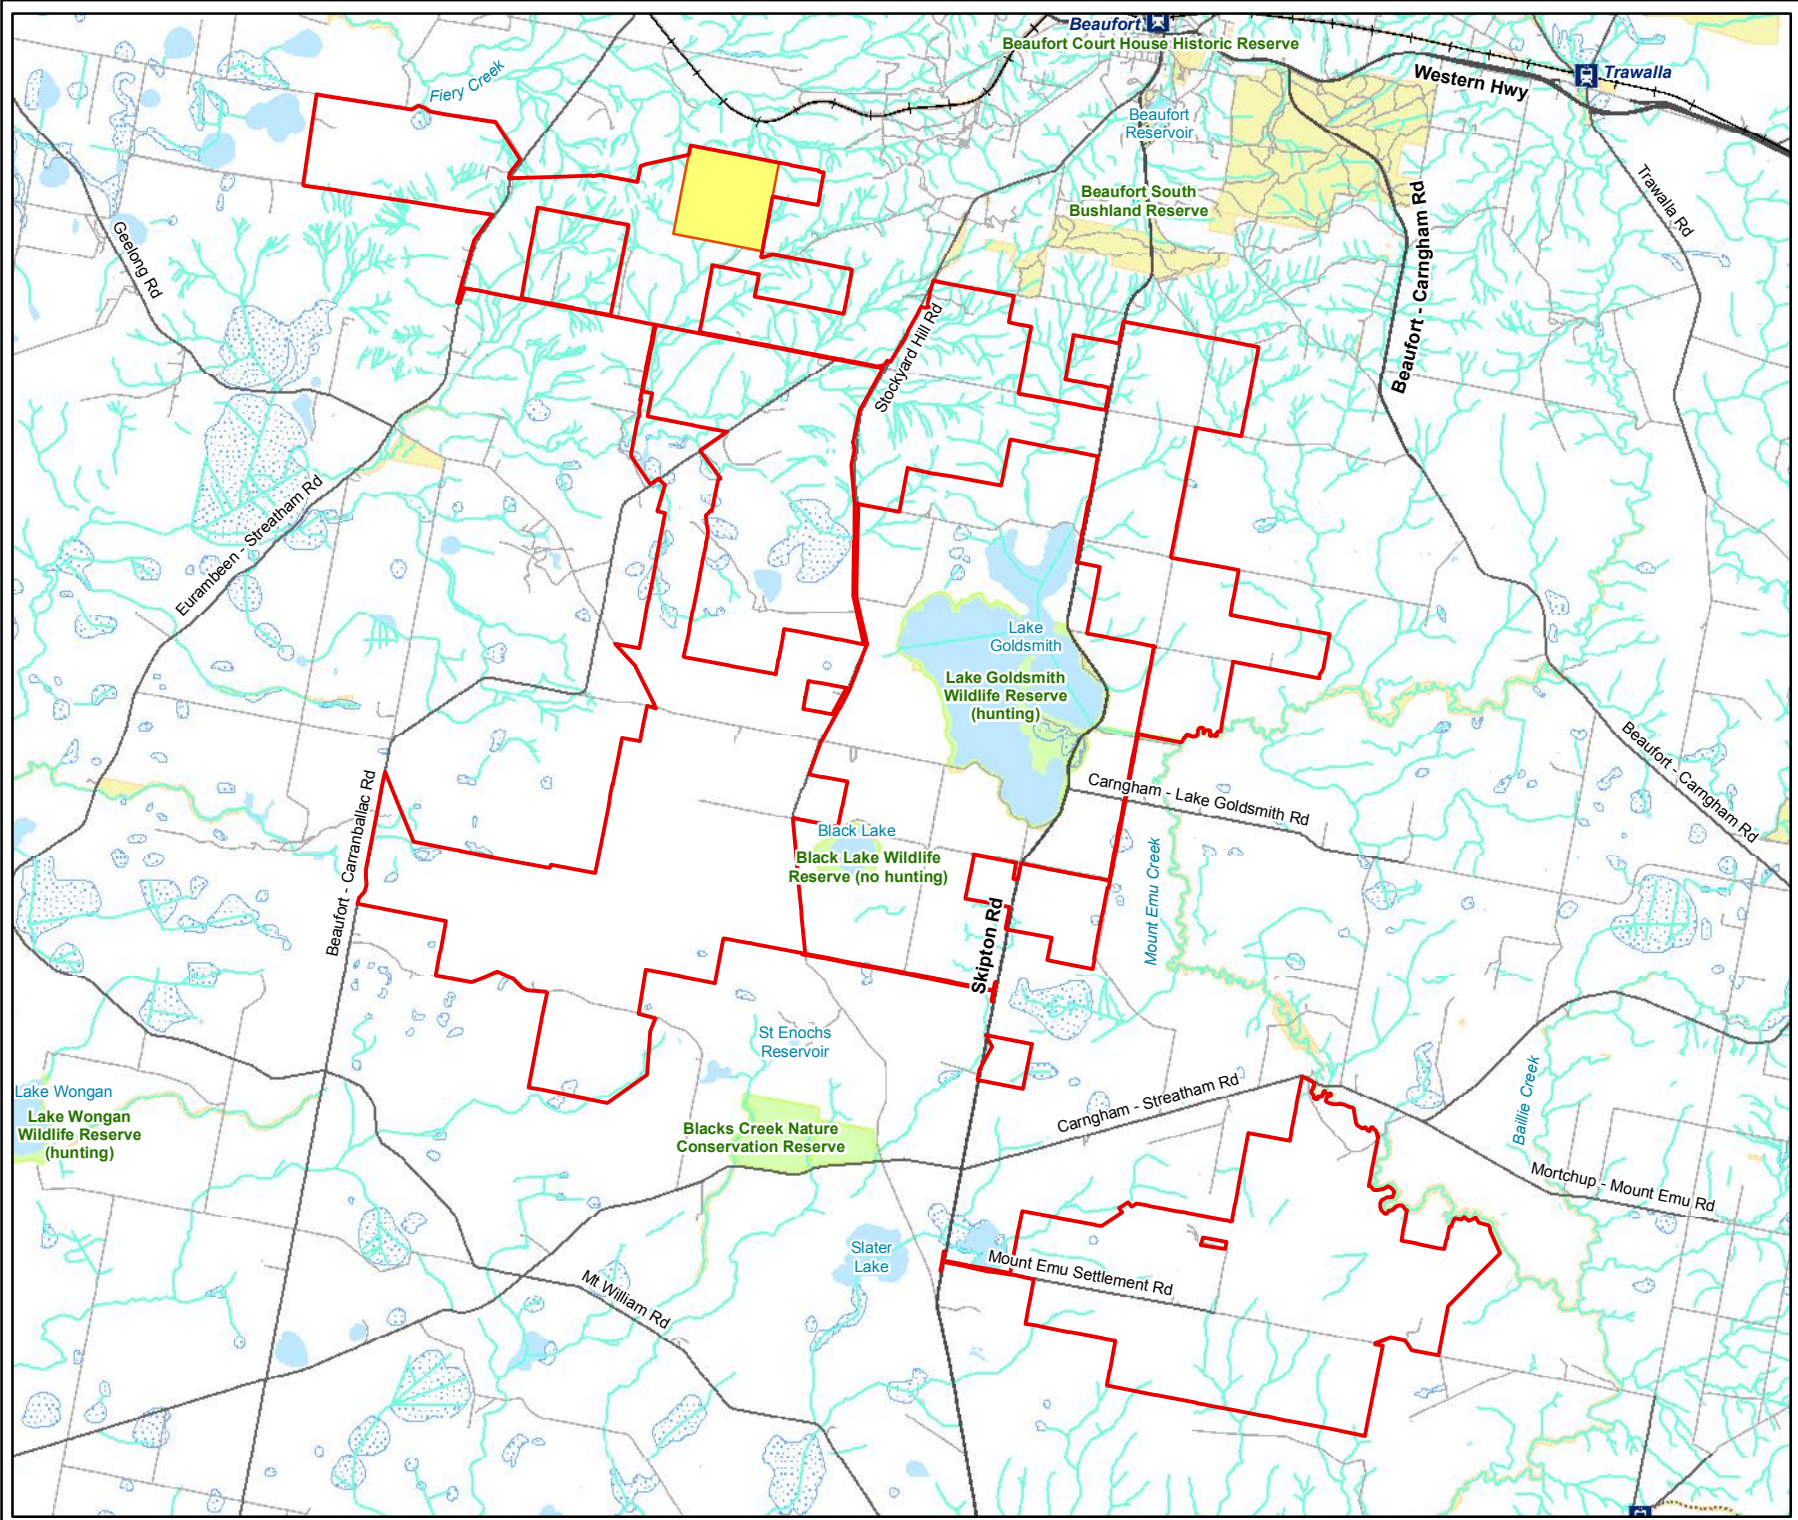 Beaufort
Beaufort Court House Historic Reserve
Western Hwy
Trawalla
Fiery Creek
Beaufort
Reservoir
Trawalla Rd
Beaufort South
Bushland Reserve
Beaufort - Carngham Rd
Geelong Rd
Stockyard Hill Rd
Eurambeen - Streatham Rd
Lake
Goldsmith
Lake Goldsmith
Wildlife Reserve
(hunting)
Beaufort - Carngham Rd
Carngham - Lake Goldsmith Rd
Beaufort - Carranballac Rd
Black Lake
Black Lake Wildlife
Reserve (no hunting)
Mount Emu Creek
Skipton Rd
St Enochs
Reservoir
Lake Wongan
Lake Wongan
Wildlife Reserve
(hunting)
Blacks Creek Nature
Conservation Reserve
Carngham - Streatham Rd
Baillie Creek
Mortchup - Mount Emu Rd
Slater
Lake
Mount Emu Settlement Rd
Mt William Rd